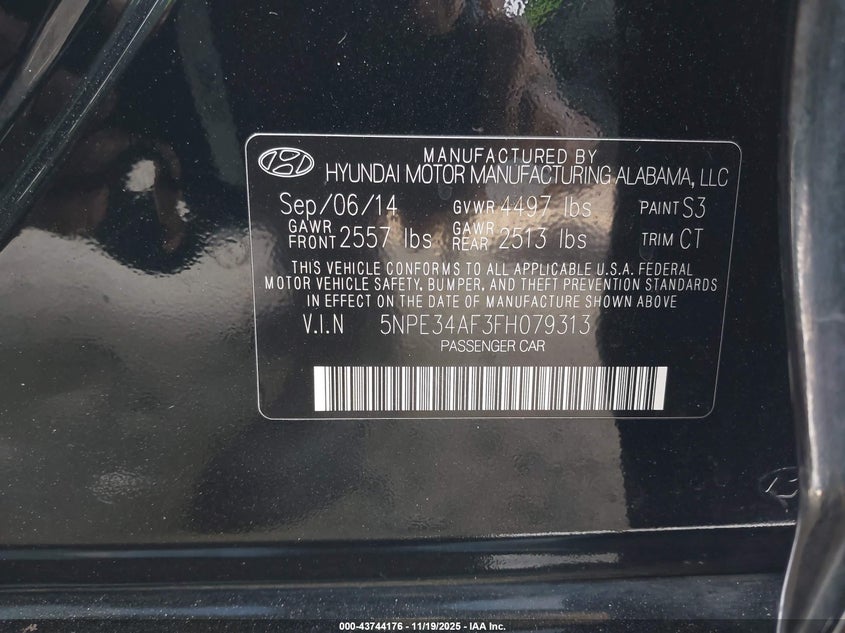 MANUFACTURED BY
HYUNDAI MOTOR MANUFACTURING ALABAMA, LLC
Sep/06/14 GVWR 4497 lbs PAINT S3
GAWR FRONT 2557 lbs GAWR REAR 2513 lbs TRIM CT
THIS VEHICLE CONFORMS TO ALL APPLICABLE U.S.A. FEDERAL
MOTOR VEHICLE SAFETY, BUMPER, AND THEFT PREVENTION STANDARDS
IN EFFECT ON THE DATE OF MANUFACTURE SHOWN ABOVE
V.I.N 5NPE34AF3FH079313
PASSENGER CAR
000-43744176 - 11/19/2025 - IAA Inc.